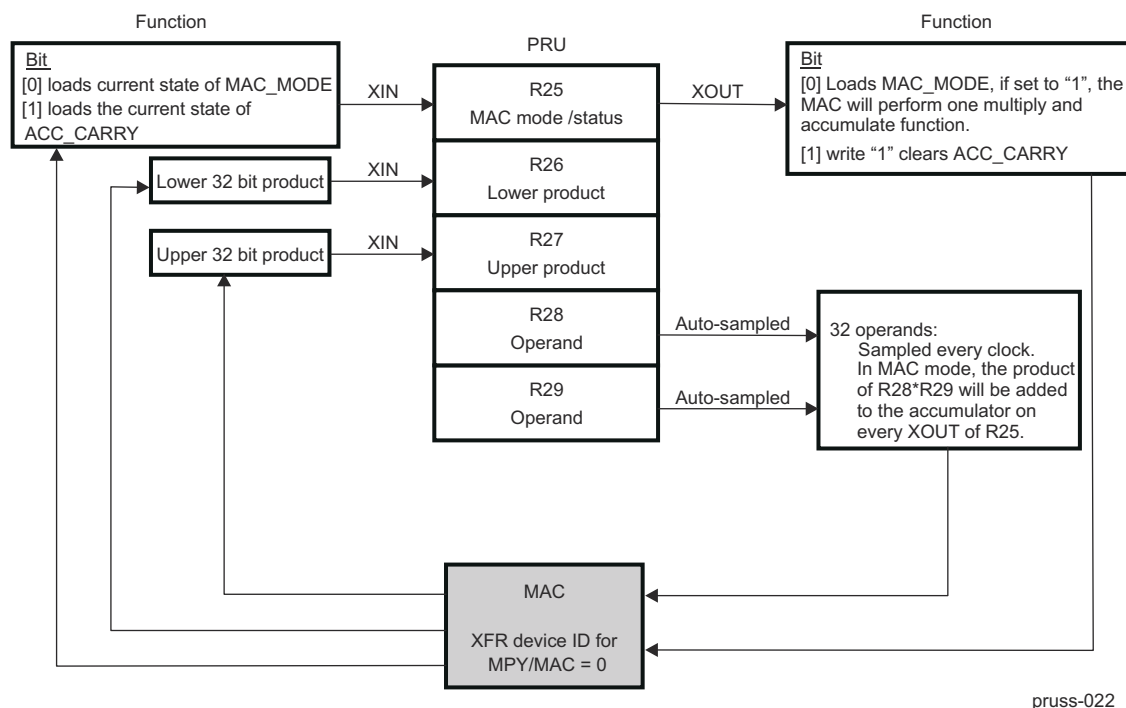 Function
Function
PRU
Bit
[0] loads current state of MAC_MODE
[1] loads the current state of
ACC_CARRY
XIN
R25
MAC mode /status
XOUT
Bit
[0] Loads MAC_MODE, if set to “1”, the
MAC will perform one multiply and
accumulate function.
[1] write “1” clears ACC_CARRY
Lower 32 bit product
XIN
R26
Lower product
Upper 32 bit product
XIN
R27
Upper product
R28
Operand
Auto-sampled
R29
Operand
Auto-sampled
32 operands:
Sampled every clock.
In MAC mode, the product
of R28*R29 will be added
to the accumulator on
every XOUT of R25.
MAC
XFR device ID for
MPY/MAC = 0
pruss-022